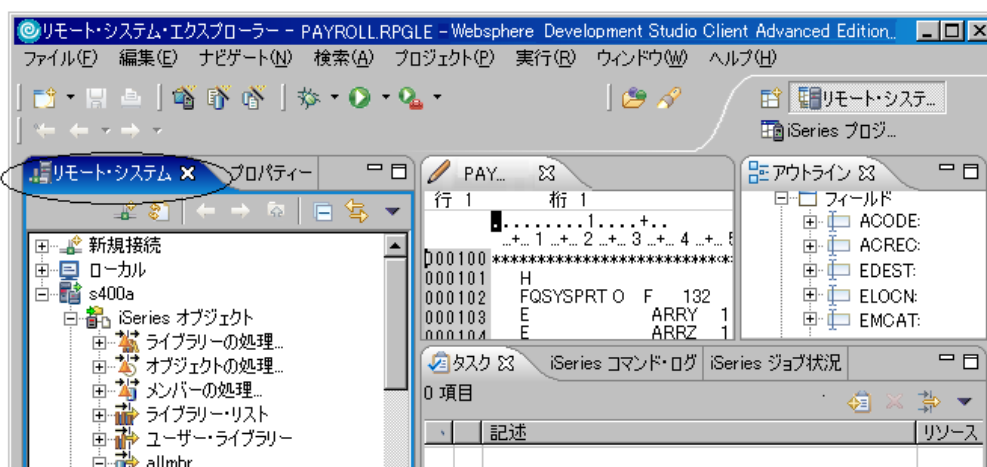 リモート・システム・エクスプローラー - PAYROLL.RPGLE - Websphere Development Studio Client Advanced Edition..
ファイル(F) 編集(E) ナビゲート(N) 検索(A) プロジェクト(P) 実行(R) ウィンドウ(W) ヘルプ(H)
リモート・システ...
iSeries プロジ...
リモート・システム プロパティー
新規接続
ローカル
s400a
iSeries オブジェクト
ライブラリーの処理...
オブジェクトの処理...
メンバーの処理...
ライブラリー・リスト
ユーザー・ライブラリー
allmbr
PAY...
行 1 桁 1
.........1....+..
..+... 1 ...+... 2 ...+... 3 ...+... 4 ...+... 5
000100 **************************
000101 H
000102 FQSYSPRT O F 132
000103 E ARRY 1
000104 E ARRZ 1
アウトライン
フィールド
ACODE:
ACREC:
EDEST:
ELOCN:
EMCAT:
タスク iSeries コマンド・ログ iSeries ジョブ状況
0 項目
記述 リソース